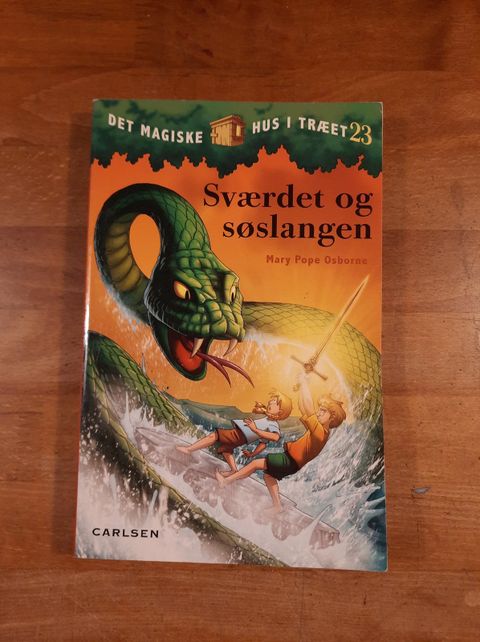 DET MAGISKE HUS I TRÆET 23
Sværdet og
søslangen
Mary Pope Osborne
CARLSEN